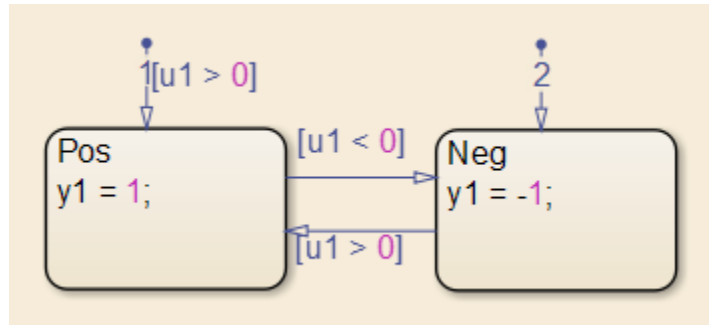 1[u1 > 0]
2
Pos
y1 = 1;
[u1 < 0]
Neg
y1 = -1;
[u1 > 0]